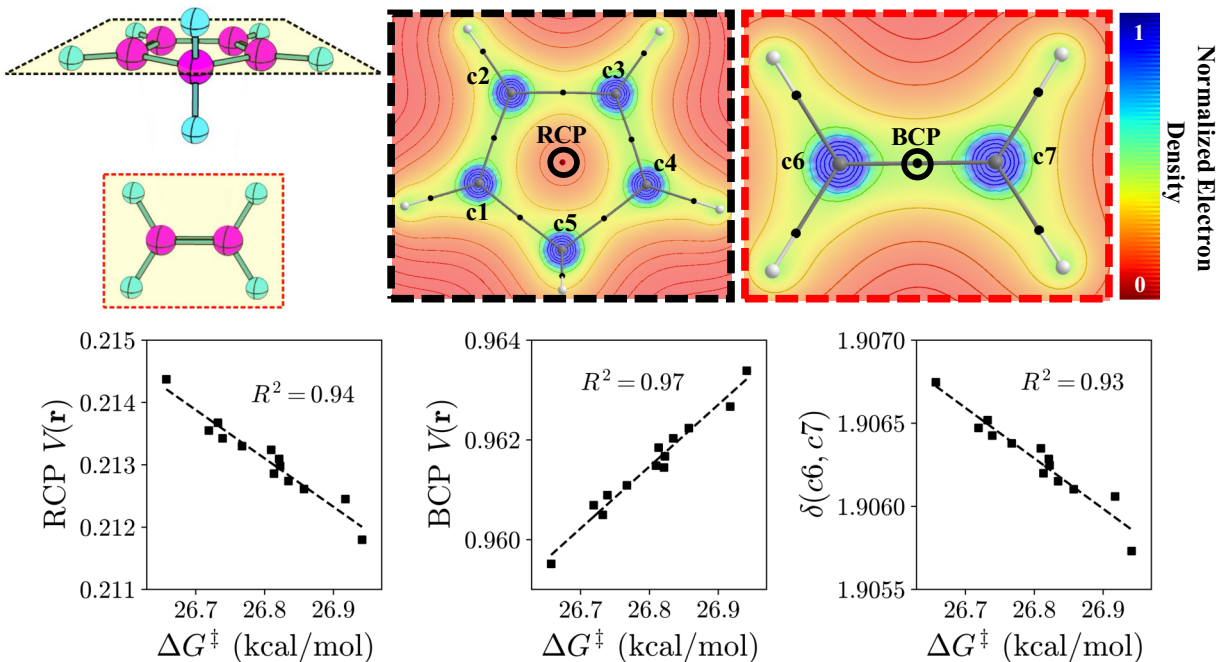 c2
c3
RCP
c1
c4
c5
BCP
c6
c7
1
0
Normalized Electron
Density
0.215
0.214
0.213
0.212
0.211
RCP V(r)
R² = 0.94
26.7 26.8 26.9
ΔG‡ (kcal/mol)
0.964
0.962
0.960
BCP V(r)
R² = 0.97
26.7 26.8 26.9
ΔG‡ (kcal/mol)
1.9070
1.9065
1.9060
1.9055
δ(c6, c7)
R² = 0.93
26.7 26.8 26.9
ΔG‡ (kcal/mol)